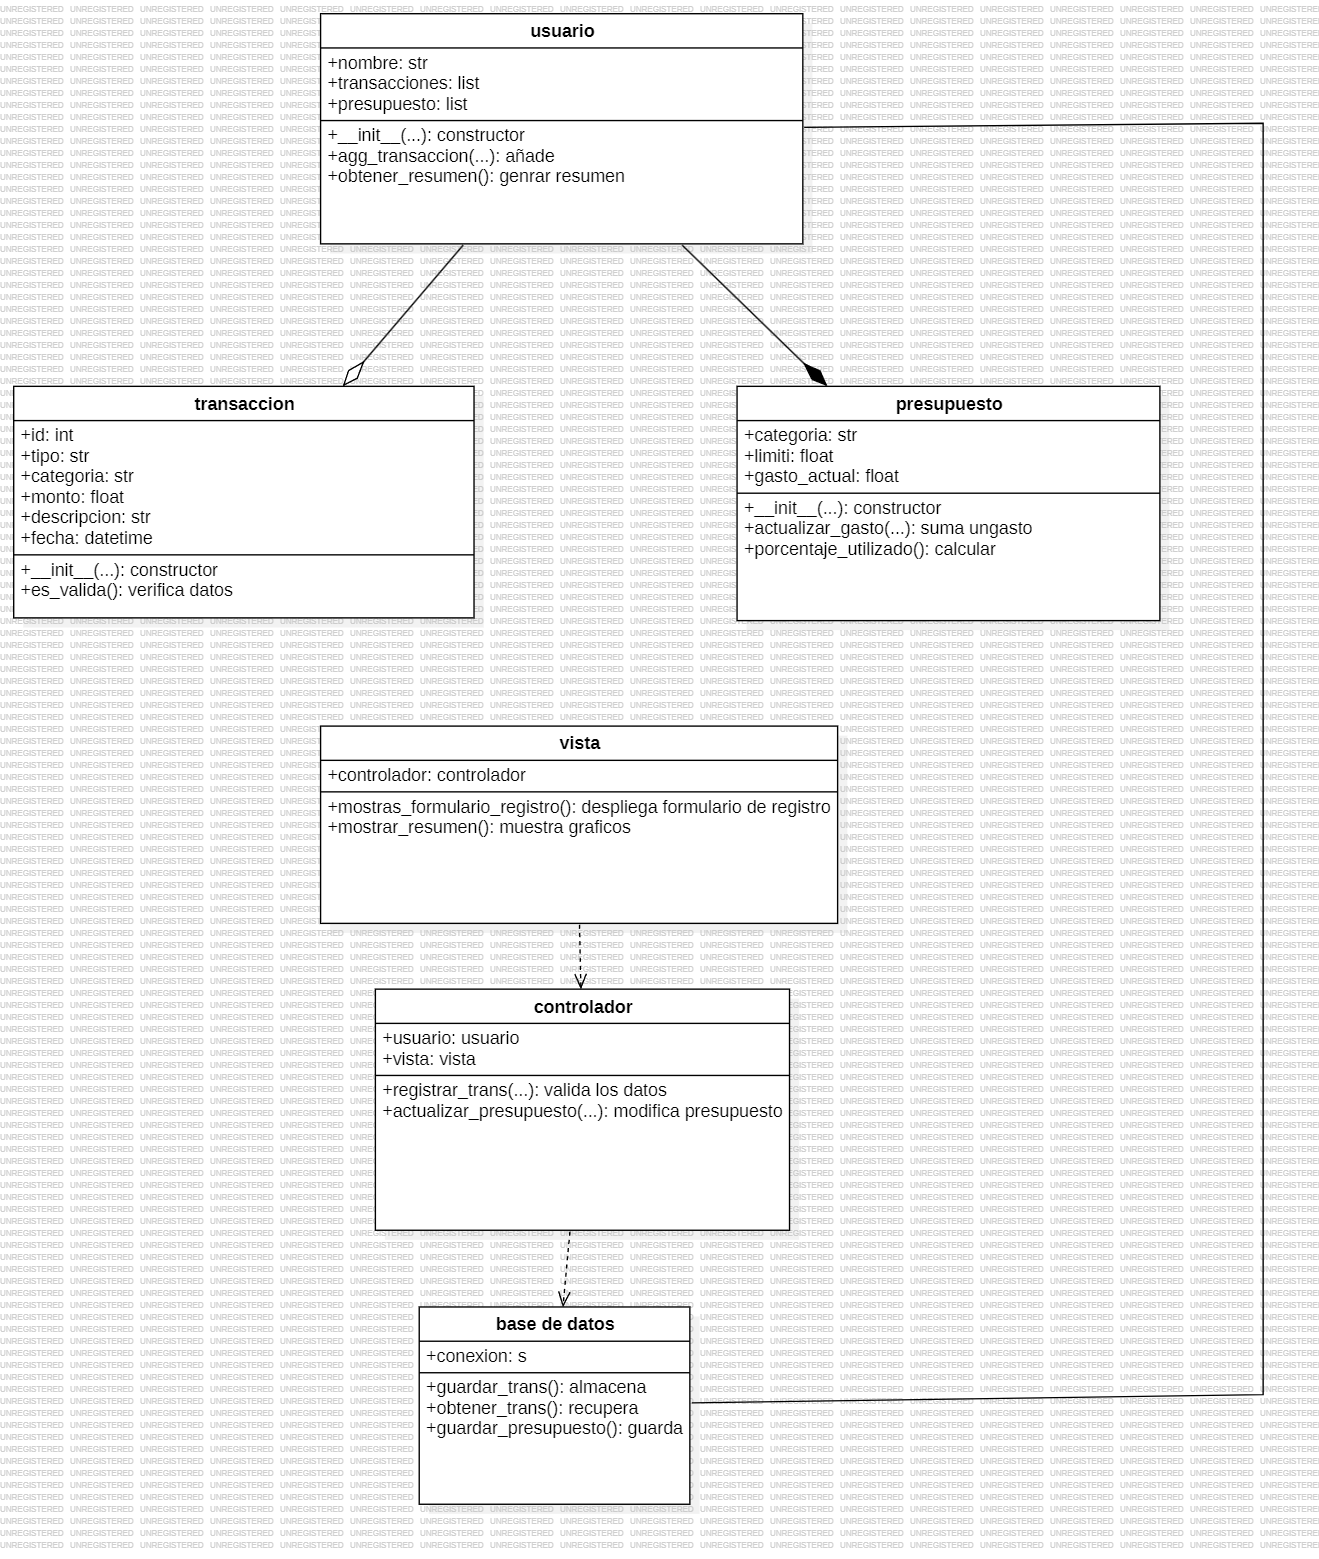 usuario
+nombre: str
+transacciones: list
+presupuesto: list
+__init__(...): constructor
+agg_transaccion(...): añade
+obtener_resumen(): genrar resumen
transaccion
+id: int
+tipo: str
+categoria: str
+monto: float
+descripcion: str
+fecha: datetime
+__init__(...): constructor
+es_valida(): verifica datos
presupuesto
+categoria: str
+limiti: float
+gasto_actual: float
+__init__(...): constructor
+actualizar_gasto(...): suma ungasto
+porcentaje_utilizado(): calcular
vista
+controlador: controlador
+mostras_formulario_registro(): despliega formulario de registro
+mostrar_resumen(): muestra graficos
controlador
+usuario: usuario
+vista: vista
+registrar_trans(...): valida los datos
+actualizar_presupuesto(...): modifica presupuesto
base de datos
+conexion: s
+guardar_trans(): almacena
+obtener_trans(): recupera
+guardar_presupuesto(): guarda
UNREGISTERED